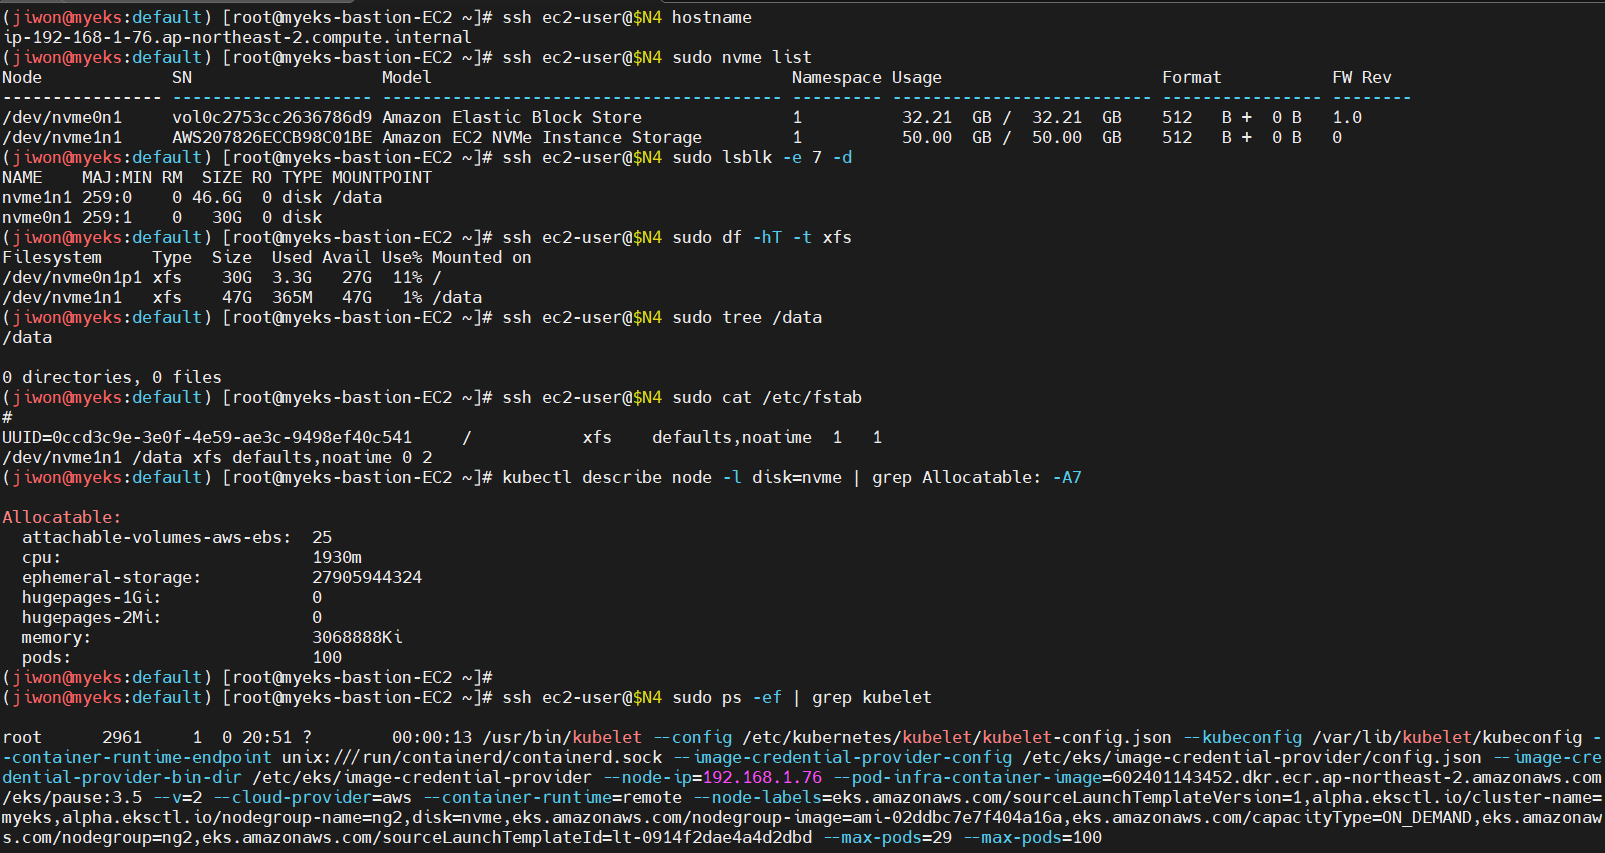 (jiwon@myeks:default) [root@myeks-bastion-EC2 ~]# ssh ec2-user@$N4 hostname
ip-192-168-1-76.ap-northeast-2.compute.internal
(jiwon@myeks:default) [root@myeks-bastion-EC2 ~]# ssh ec2-user@$N4 sudo nvme list
Node             SN                   Model                                    Namespace Usage                      Format           FW Rev
---------------- -------------------- ---------------------------------------- --------- -------------------------- ---------------- --------
/dev/nvme0n1     vol0c2753cc2636786d9 Amazon Elastic Block Store               1          32.21  GB /  32.21  GB    512   B +  0 B   1.0
/dev/nvme1n1     AWS207826ECCB98C01BE Amazon EC2 NVMe Instance Storage         1          50.00  GB /  50.00  GB    512   B +  0 B   0
(jiwon@myeks:default) [root@myeks-bastion-EC2 ~]# ssh ec2-user@$N4 sudo lsblk -e 7 -d
NAME    MAJ:MIN RM  SIZE RO TYPE MOUNTPOINT
nvme1n1 259:0    0 46.6G  0 disk /data
nvme0n1 259:1    0   30G  0 disk
(jiwon@myeks:default) [root@myeks-bastion-EC2 ~]# ssh ec2-user@$N4 sudo df -hT -t xfs
Filesystem     Type  Size  Used Avail Use% Mounted on
/dev/nvme0n1p1 xfs    30G  3.3G   27G  11% /
/dev/nvme1n1   xfs    47G  365M   47G   1% /data
(jiwon@myeks:default) [root@myeks-bastion-EC2 ~]# ssh ec2-user@$N4 sudo tree /data
/data
0 directories, 0 files
(jiwon@myeks:default) [root@myeks-bastion-EC2 ~]# ssh ec2-user@$N4 sudo cat /etc/fstab
#
UUID=0ccd3c9e-3e0f-4e59-ae3c-9498ef40c541     /           xfs    defaults,noatime  1   1
/dev/nvme1n1 /data xfs defaults,noatime 0 2
(jiwon@myeks:default) [root@myeks-bastion-EC2 ~]# kubectl describe node -l disk=nvme | grep Allocatable: -A7
Allocatable:
  attachable-volumes-aws-ebs:  25
  cpu:                         1930m
  ephemeral-storage:           27905944324
  hugepages-1Gi:               0
  hugepages-2Mi:               0
  memory:                      3068888Ki
  pods:                        100
(jiwon@myeks:default) [root@myeks-bastion-EC2 ~]#
(jiwon@myeks:default) [root@myeks-bastion-EC2 ~]# ssh ec2-user@$N4 sudo ps -ef | grep kubelet
root      2961     1  0 20:51 ?        00:00:13 /usr/bin/kubelet --config /etc/kubernetes/kubelet/kubelet-config.json --kubeconfig /var/lib/kubelet/kubeconfig -
-container-runtime-endpoint unix:///run/containerd/containerd.sock --image-credential-provider-config /etc/eks/image-credential-provider/config.json --image-cre
dential-provider-bin-dir /etc/eks/image-credential-provider --node-ip=192.168.1.76 --pod-infra-container-image=602401143452.dkr.ecr.ap-northeast-2.amazonaws.com
/eks/pause:3.5 --v=2 --cloud-provider=aws --container-runtime=remote --node-labels=eks.amazonaws.com/sourceLaunchTemplateVersion=1,alpha.eksctl.io/cluster-name=
myeks,alpha.eksctl.io/nodegroup-name=ng2,disk=nvme,eks.amazonaws.com/nodegroup-image=ami-02ddbc7e7f404a16a,eks.amazonaws.com/capacityType=ON_DEMAND,eks.amazonaw
s.com/nodegroup=ng2,eks.amazonaws.com/sourceLaunchTemplateId=lt-0914f2dae4a4d2dbd --max-pods=29 --max-pods=100